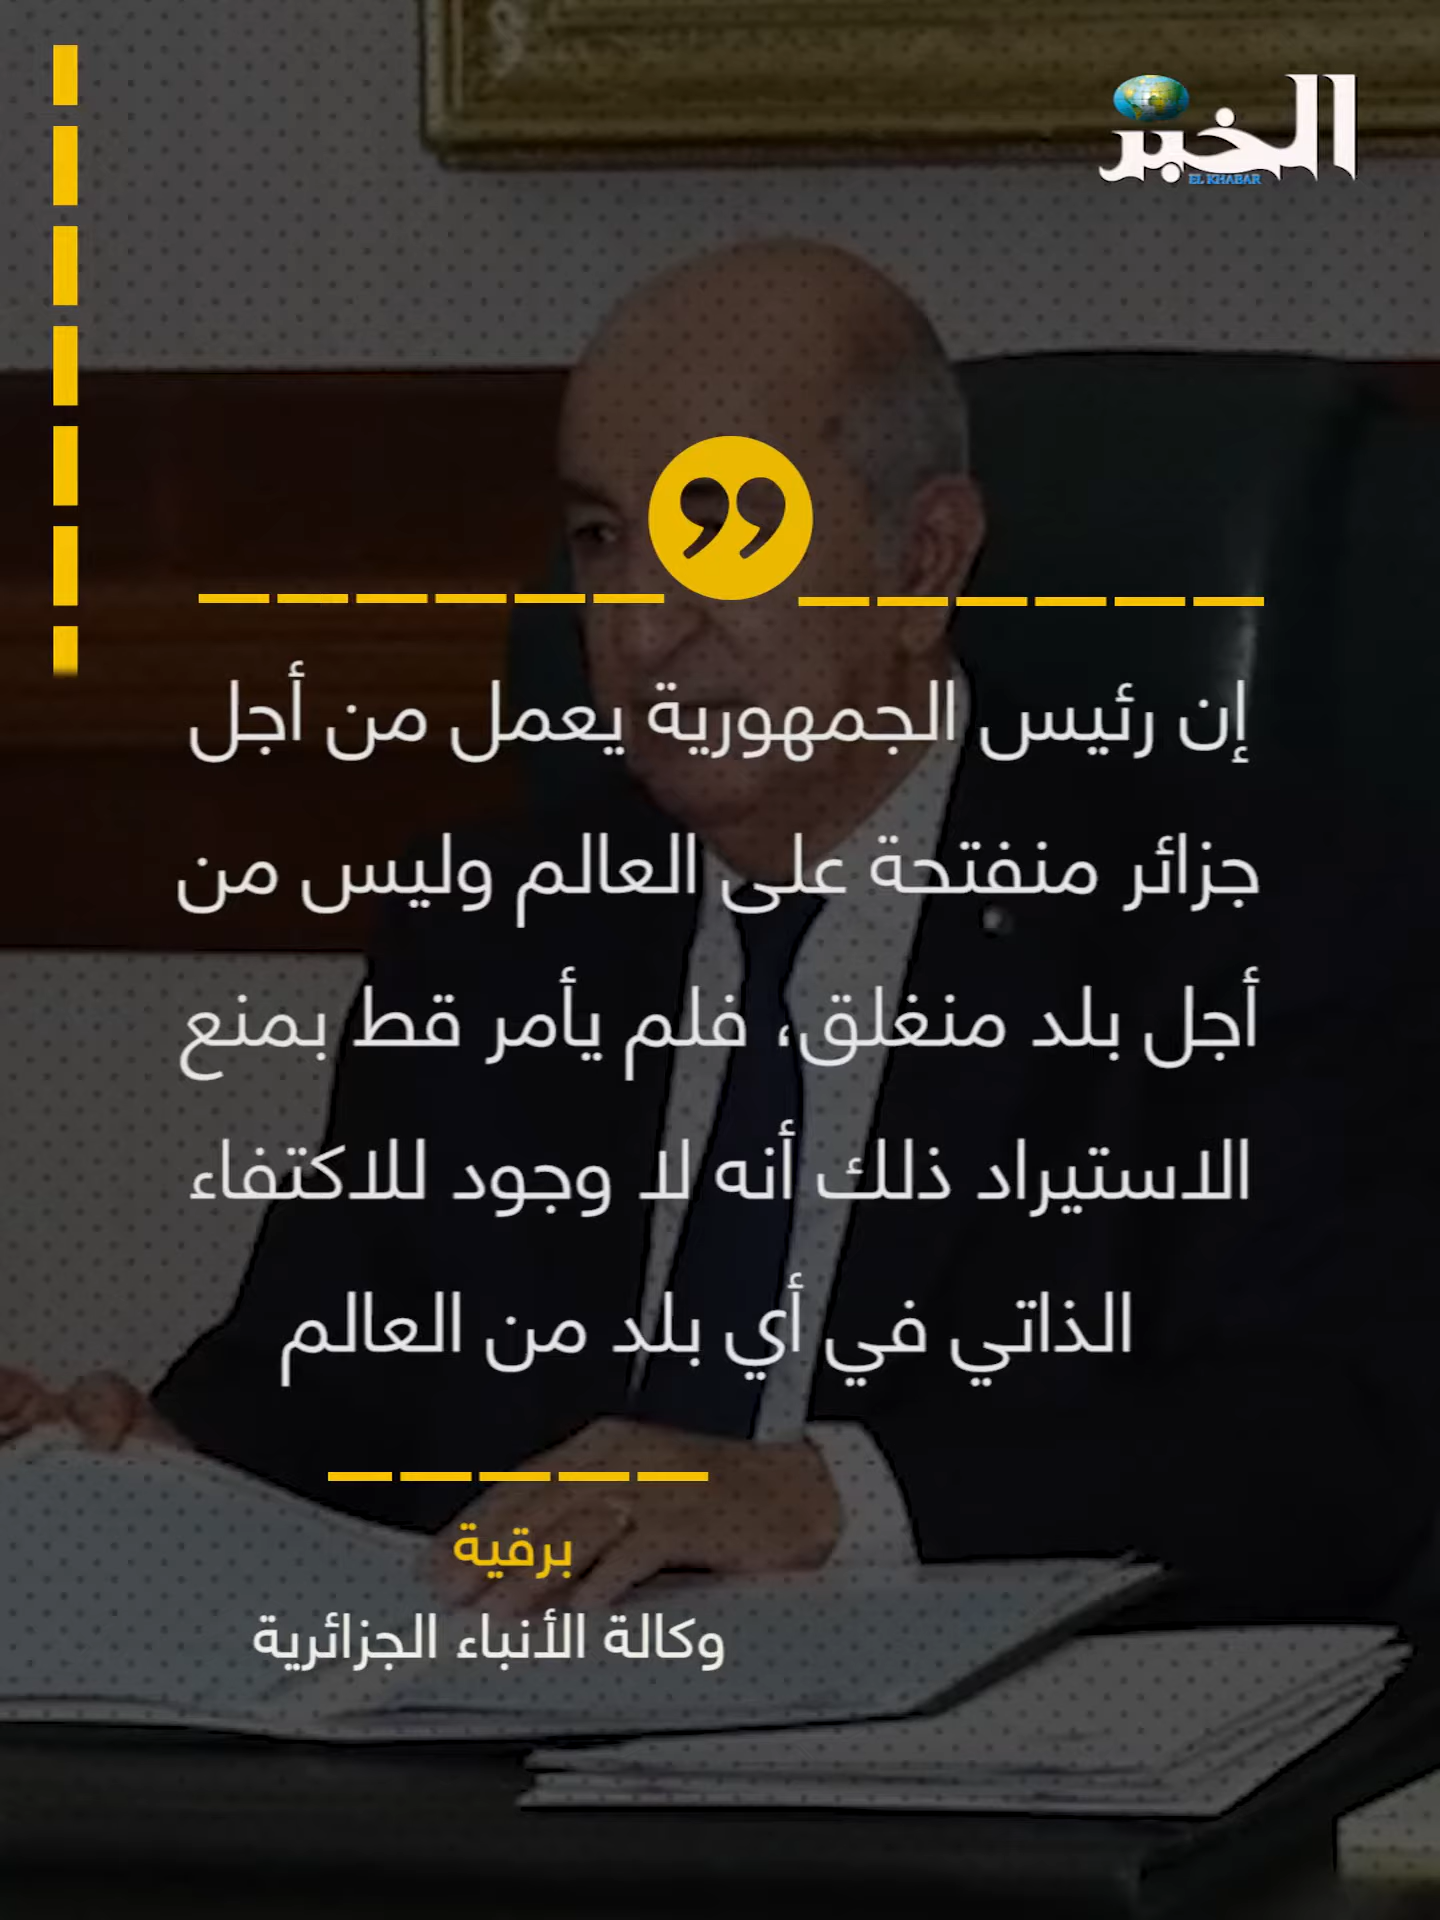 الخبر
EL KHABAR
إن رئيس الجمهورية يعمل من أجل
جزائر منفتحة على العالم وليس من
أجل بلد منغلق، فلم يأمر قط بمنع
الاستيراد ذلك أنه لا وجود للاكتفاء
الذاتي في أي بلد من العالم
برقية
وكالة الأنباء الجزائرية